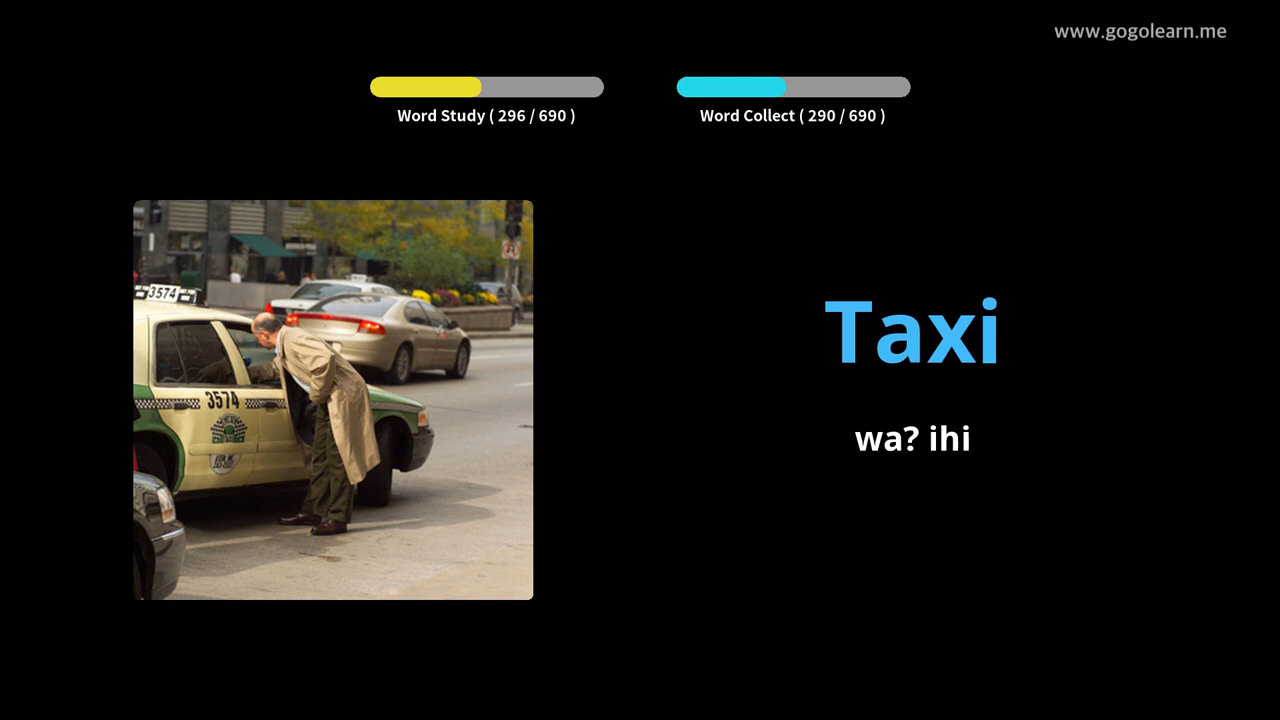 www.gogolearn.me
Word Study ( 296 / 690 )
Word Collect ( 290 / 690 )
3574
3574
Taxi
wa? ihi